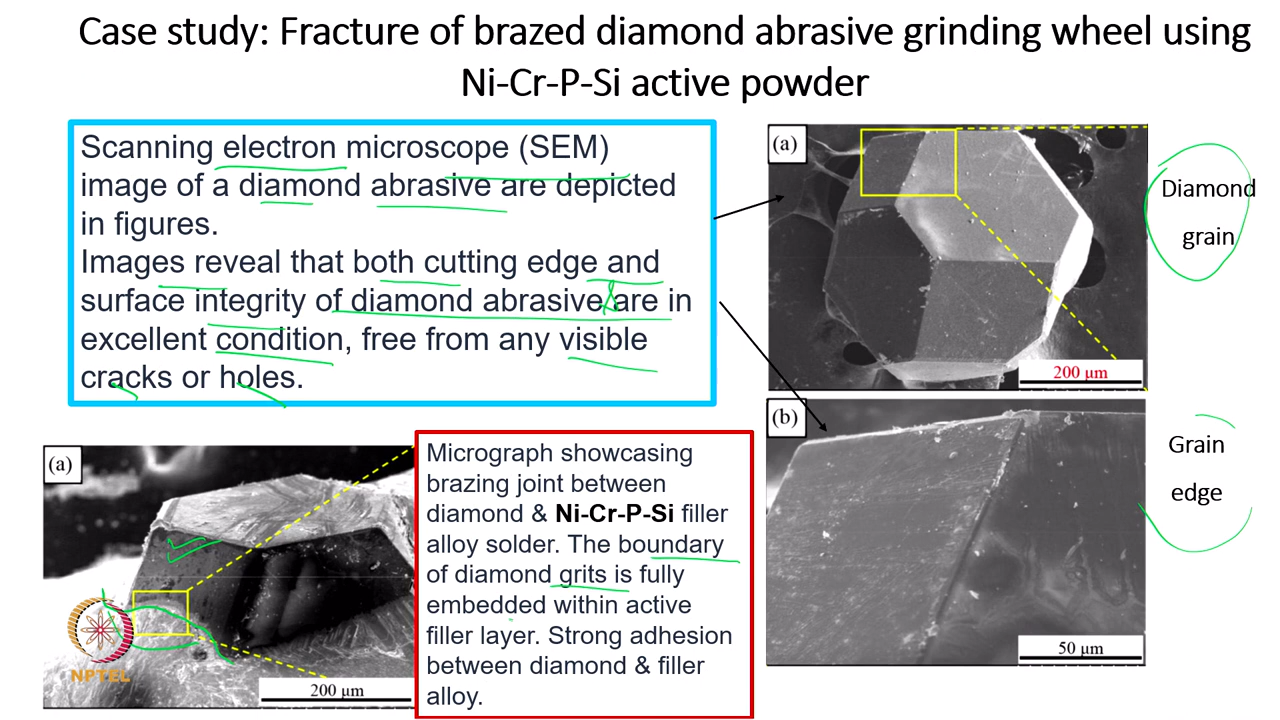 Case study: Fracture of brazed diamond abrasive grinding wheel using
Ni-Cr-P-Si active powder
Scanning electron microscope (SEM)
image of a diamond abrasive are depicted
in figures.
Images reveal that both cutting edge and
surface integrity of diamond abrasive are in
excellent condition, free from any visible
cracks or holes.
(a)
200 µm
Diamond
grain
(b)
50 µm
Grain
edge
(a)
200 µm
NPTEL
Micrograph showcasing
brazing joint between
diamond & Ni-Cr-P-Si filler
alloy solder. The boundary
of diamond grits is fully
embedded within active
filler layer. Strong adhesion
between diamond & filler
alloy.